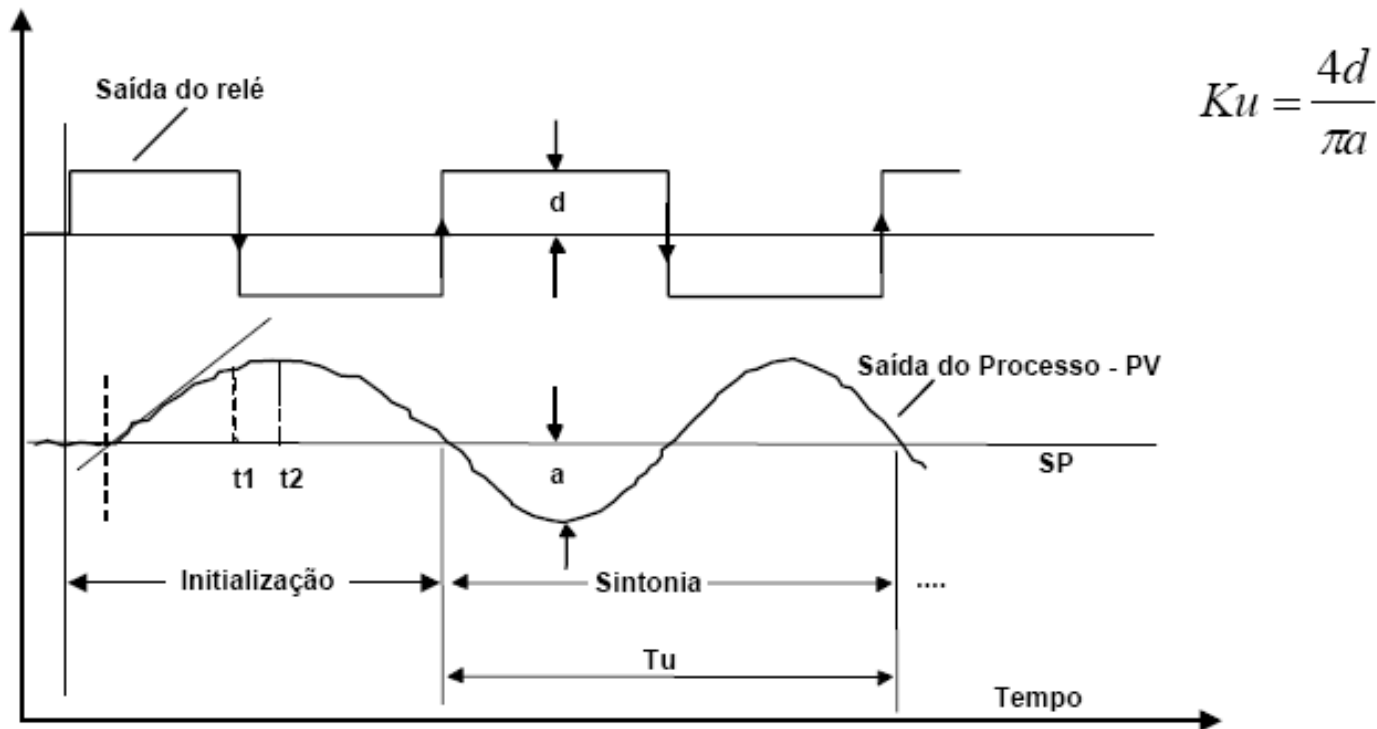 Saída do relé
Ku = 4d / πa
d
Saída do Processo - PV
t1 t2
a
SP
Initialização
Sintonia
....
Tu
Tempo